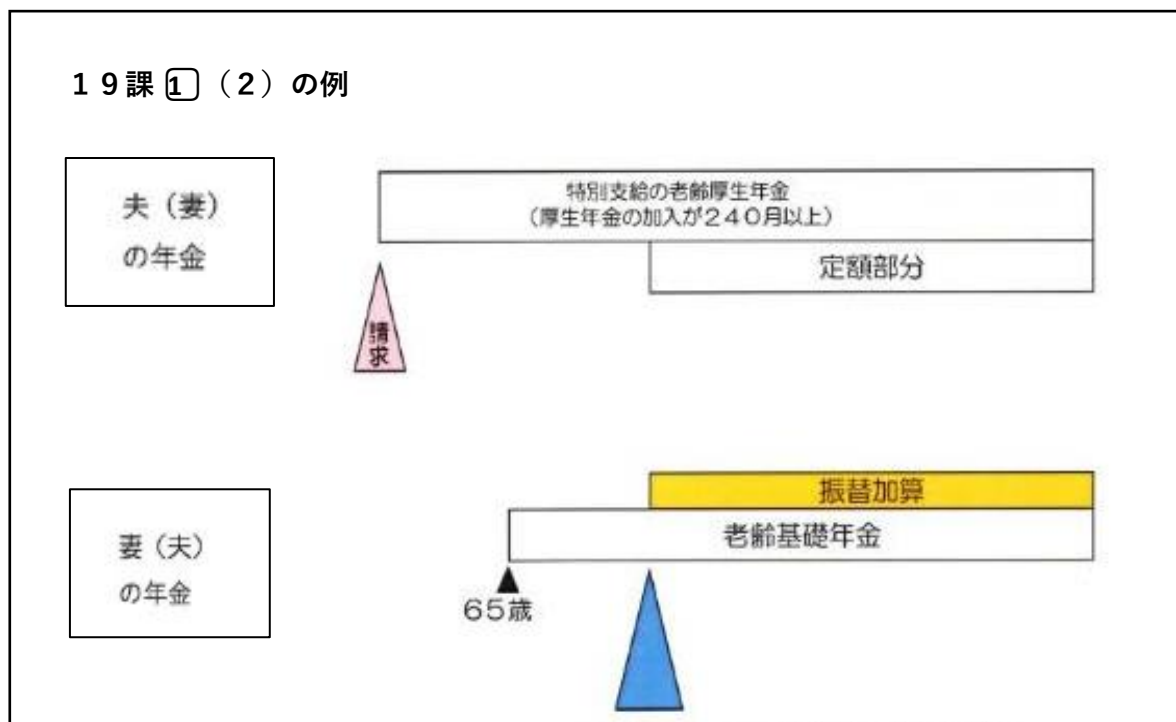 19課 1 (2)の例
夫(妻)
の年金
特別支給の老齢厚生年金
(厚生年金の加入が240月以上)
定額部分
請求
振替加算
老齢基礎年金
妻(夫)
の年金
65歳